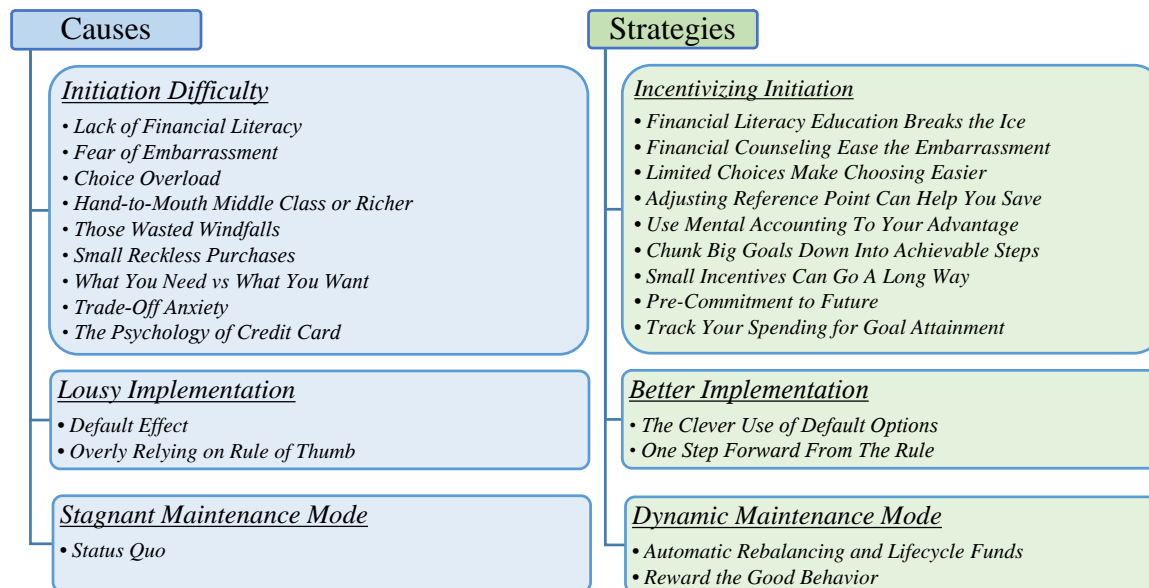 Causes
Initiation Difficulty
• Lack of Financial Literacy
• Fear of Embarrassment
• Choice Overload
• Hand-to-Mouth Middle Class or Richer
• Those Wasted Windfalls
• Small Reckless Purchases
• What You Need vs What You Want
• Trade-Off Anxiety
• The Psychology of Credit Card
Lousy Implementation
• Default Effect
• Overly Relying on Rule of Thumb
Stagnant Maintenance Mode
• Status Quo
Strategies
Incentivizing Initiation
• Financial Literacy Education Breaks the Ice
• Financial Counseling Ease the Embarrassment
• Limited Choices Make Choosing Easier
• Adjusting Reference Point Can Help You Save
• Use Mental Accounting To Your Advantage
• Chunk Big Goals Down Into Achievable Steps
• Small Incentives Can Go A Long Way
• Pre-Commitment to Future
• Track Your Spending for Goal Attainment
Better Implementation
• The Clever Use of Default Options
• One Step Forward From The Rule
Dynamic Maintenance Mode
• Automatic Rebalancing and Lifecycle Funds
• Reward the Good Behavior